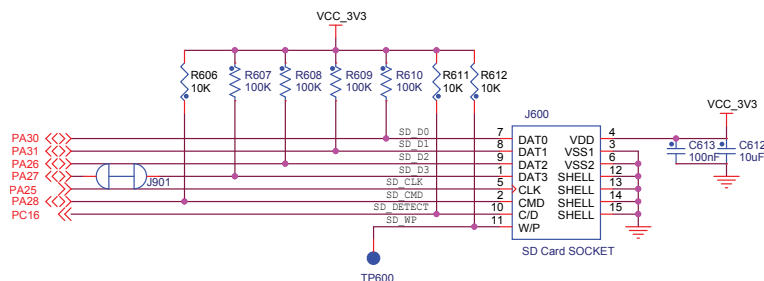 VCC_3V3
R606
10K
R607
100K
R608
100K
R609
100K
R610
100K
R611
10K
R612
10K
J600
VCC_3V3
PA30
SD_D0
7
DAT0
VDD
4
PA31
SD_D1
8
DAT1
VSS1
3
PA26
SD_D2
9
DAT2
VSS2
6
PA27
SD_D3
1
DAT3
SHELL
12
PA25
SD_CLK
5
CLK
SHELL
13
PA28
SD_CMD
2
CMD
SHELL
14
PC16
SD_DETECT
10
C/D
SHELL
15
SD_WP
11
W/P
J901
C613
100nF
C612
10uF
SD Card SOCKET
TP600